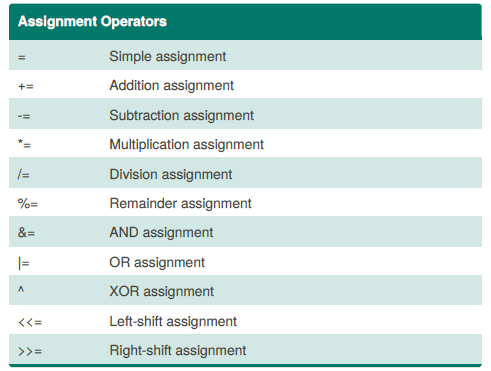 Assignment Operators
= Simple assignment
+= Addition assignment
-= Subtraction assignment
*= Multiplication assignment
/= Division assignment
%= Remainder assignment
&= AND assignment
|= OR assignment
^ XOR assignment
<<= Left-shift assignment
>>= Right-shift assignment